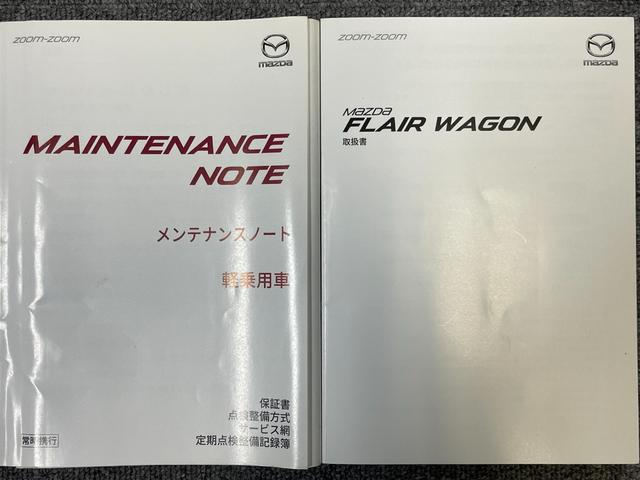 zoom-zoom
mazda
MAINTENANCE
NOTE
メンテナンスノート
軽乗用車
保証書
点検整備方式
サービス網
定期点検整備記録簿
常時携行
zoom-zoom
mazda
mazda
FLAIR WAGON
取扱書